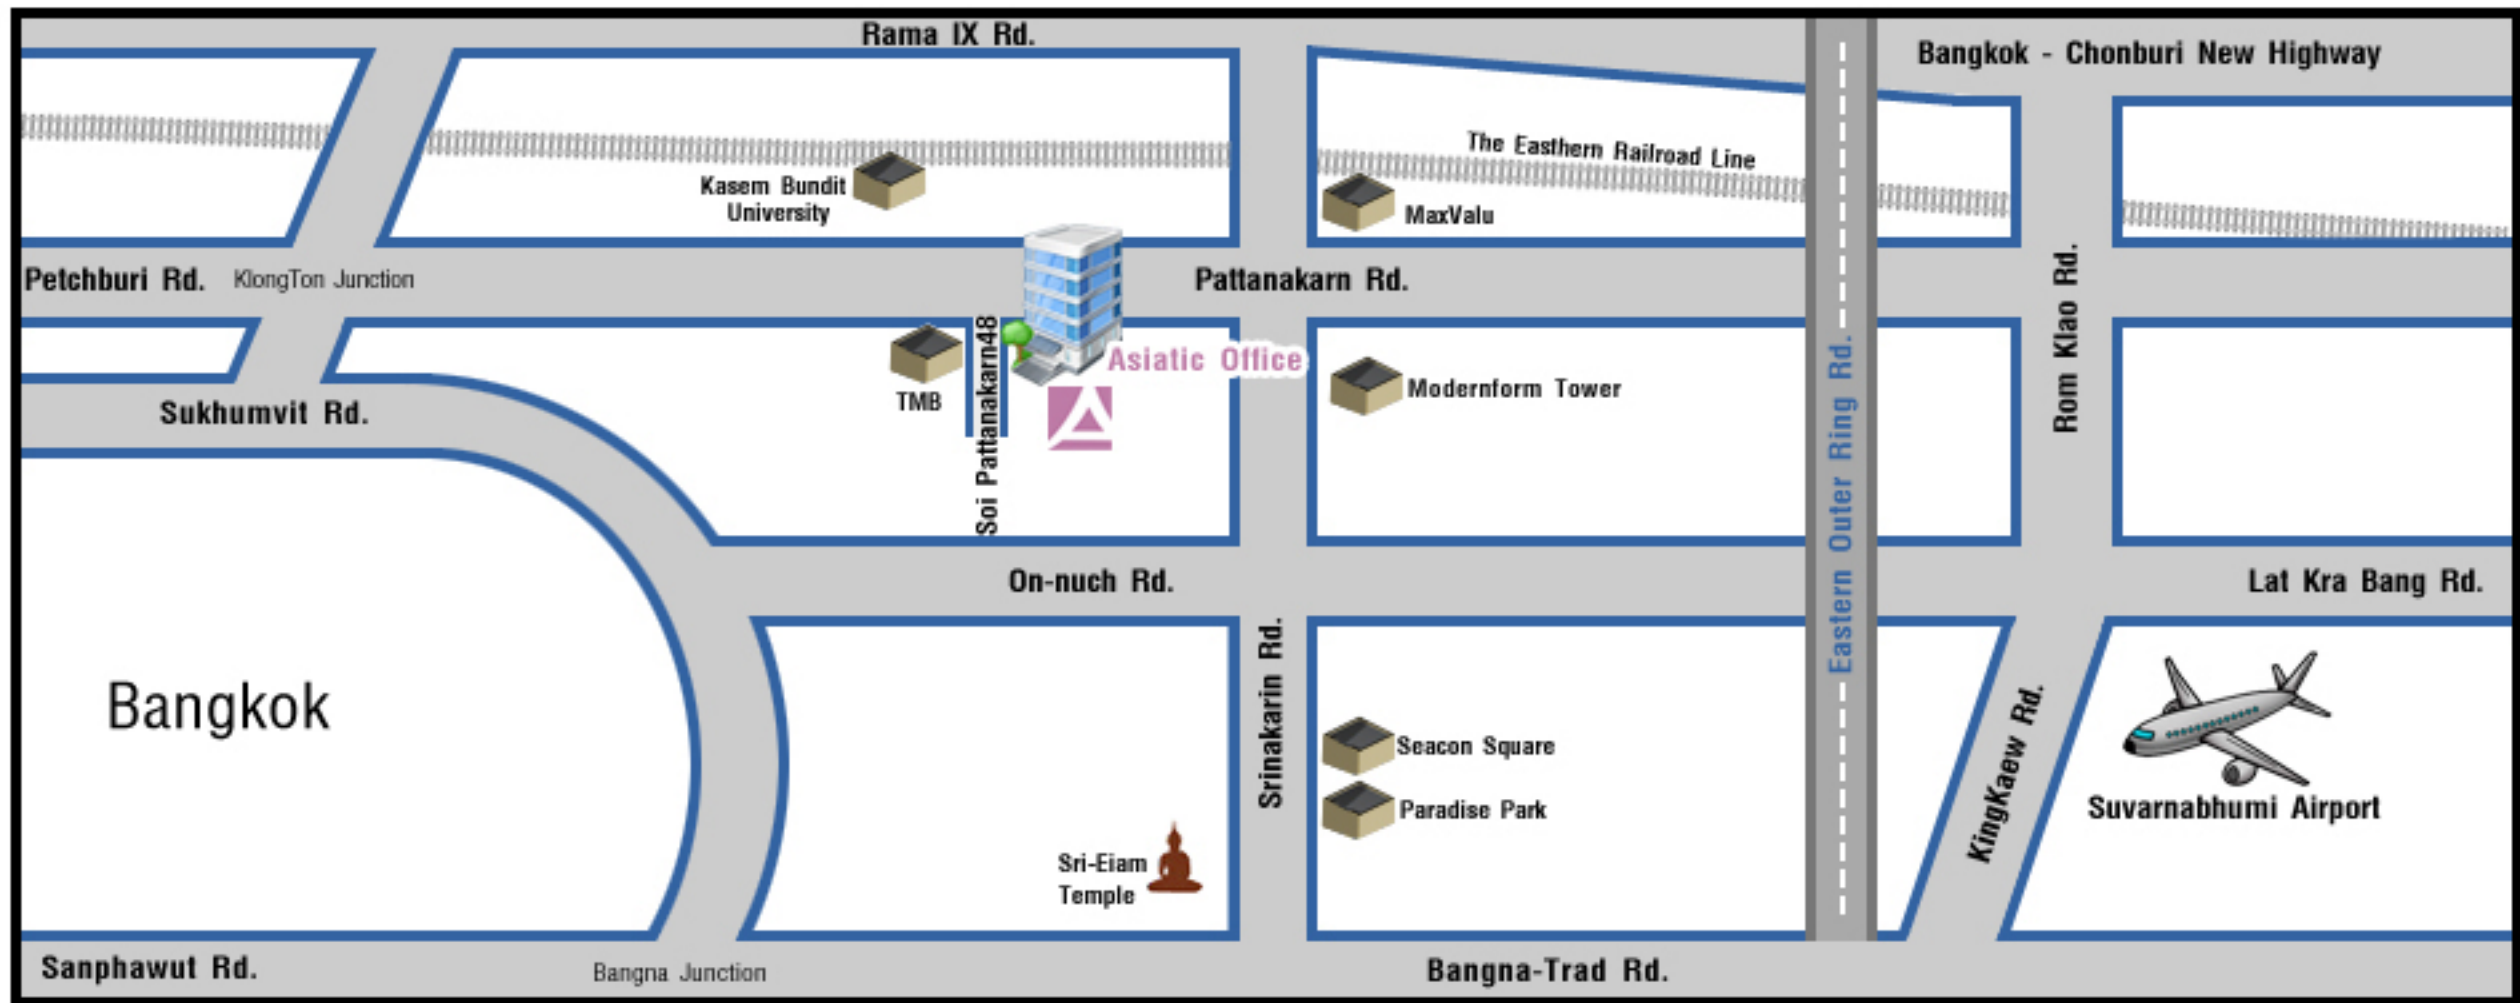 Rama IX Rd.
Bangkok - Chonburi New Highway
The Easthern Railroad Line
Kasem Bundit
University
MaxValu
Petchburi Rd.
KlongTon Junction
Pattanakarn Rd.
Rom Klao Rd.
Soi Pattanakarn48
Asiatic Office
TMB
Modernform Tower
Sukhumvit Rd.
Eastern Outer Ring Rd.
On-nuch Rd.
Lat Kra Bang Rd.
Bangkok
Srinakarin Rd.
Seacon Square
Paradise Park
KingKaew Rd.
Suvarnabhumi Airport
Sri-Eiam
Temple
Sanphawut Rd.
Bangna Junction
Bangna-Trad Rd.